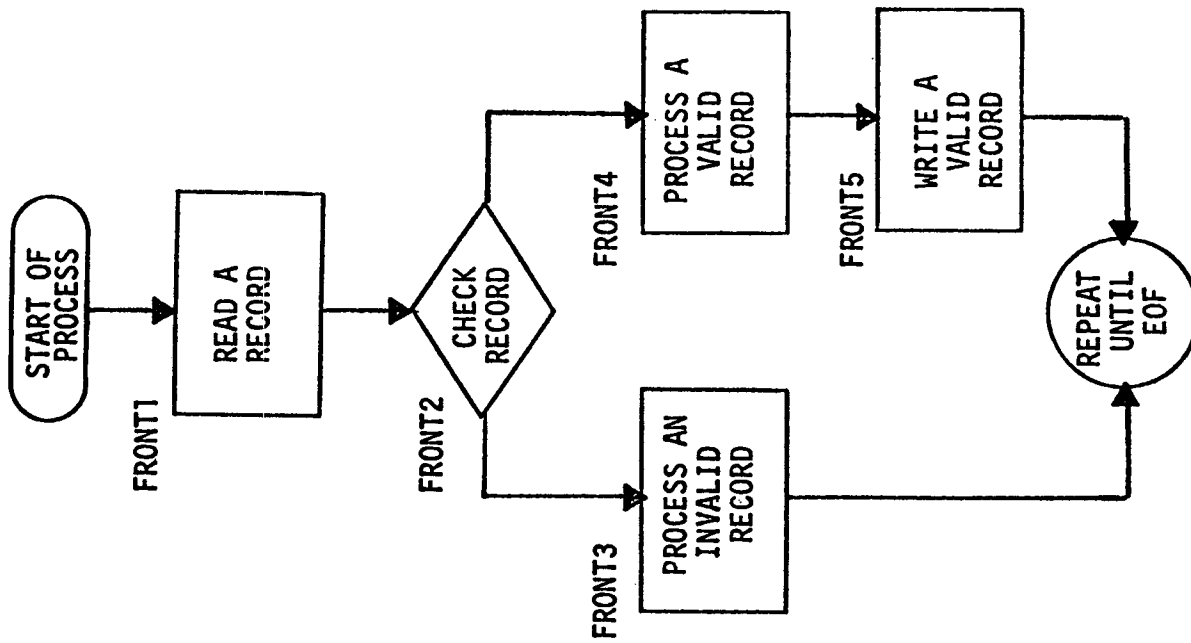 START OF
PROCESS
FRONT1
READ A
RECORD
FRONT2
CHECK
RECORD
FRONT3
PROCESS AN
INVALID
RECORD
FRONT4
PROCESS A
VALID
RECORD
FRONT5
WRITE A
VALID
RECORD
REPEAT
UNTIL
EOF